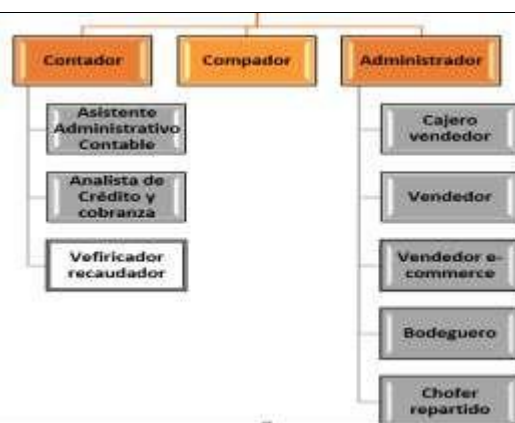 Contador
Compador
Administrador
Asistente
Administrativo
Contable
Analista de
Crédito y
cobranza
Vefiricador
recaudador
Cajero
vendedor
Vendedor
Vendedor e-
commerce
Bodeguero
Chofer
repartido